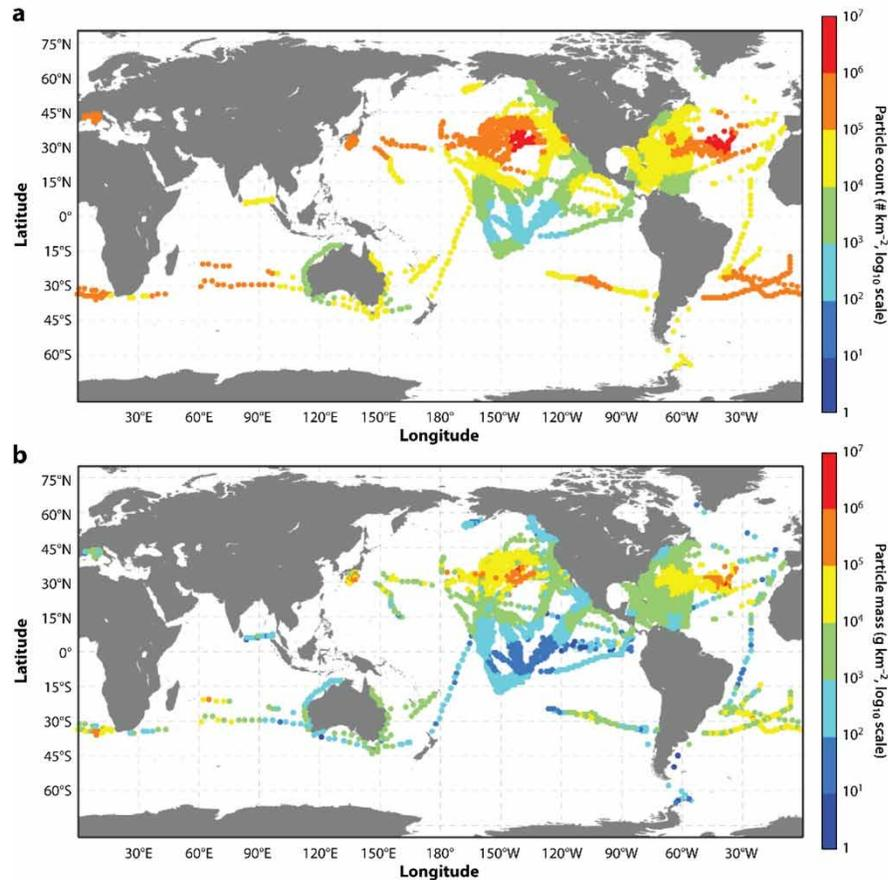 a
75°N
60°N
45°N
30°N
15°N
0°
15°S
30°S
45°S
60°S
Latitude
30°E 60°E 90°E 120°E 150°E 180° 150°W 120°W 90°W 60°W 30°W
Longitude
10⁷
10⁶
10⁵
10⁴
10³
10²
10¹
1
Particle count (# km⁻², log₁₀ scale)
b
75°N
60°N
45°N
30°N
15°N
0°
15°S
30°S
45°S
60°S
Latitude
30°E 60°E 90°E 120°E 150°E 180° 150°W 120°W 90°W 60°W 30°W
Longitude
10⁷
10⁶
10⁵
10⁴
10³
10²
10¹
1
Particle mass (g km⁻², log₁₀ scale)